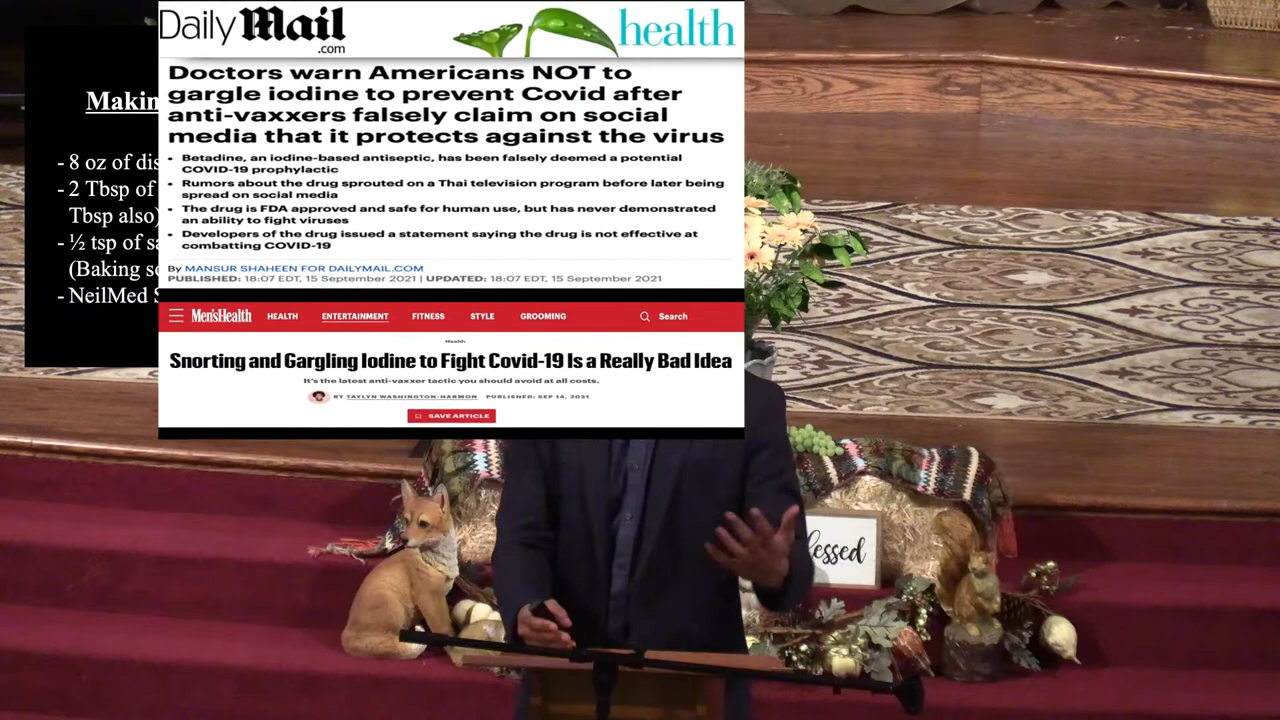 Daily Mail
.com
health
Doctors warn Americans NOT to
gargle iodine to prevent Covid after
anti-vaxxers falsely claim on social
media that it protects against the virus
• Betadine, an iodine-based antiseptic, has been falsely deemed a potential
COVID-19 prophylactic
• Rumors about the drug sprouted on a Thai television program before later being
spread on social media
• The drug is FDA approved and safe for human use, but has never demonstrated
an ability to fight viruses
• Developers of the drug issued a statement saying the drug is not effective at
combatting COVID-19
By MANSUR SHAHEEN FOR DAILYMAIL.COM
PUBLISHED: 18:07 EDT, 15 September 2021 | UPDATED: 18:07 EDT, 15 September 2021
Men'sHealth HEALTH ENTERTAINMENT FITNESS STYLE GROOMING Search
Health
Snorting and Gargling Iodine to Fight Covid-19 Is a Really Bad Idea
It's the latest anti-vaxxer tactic you should avoid at all costs.
BY TAYLYN WASHINGTON-HARMON PUBLISHED: SEP 14, 2021
SAVE ARTICLE
- 8 oz of
- 2 Tbsp of
Tbsp also)
- ½ tsp of
(Baking
- NeilMed